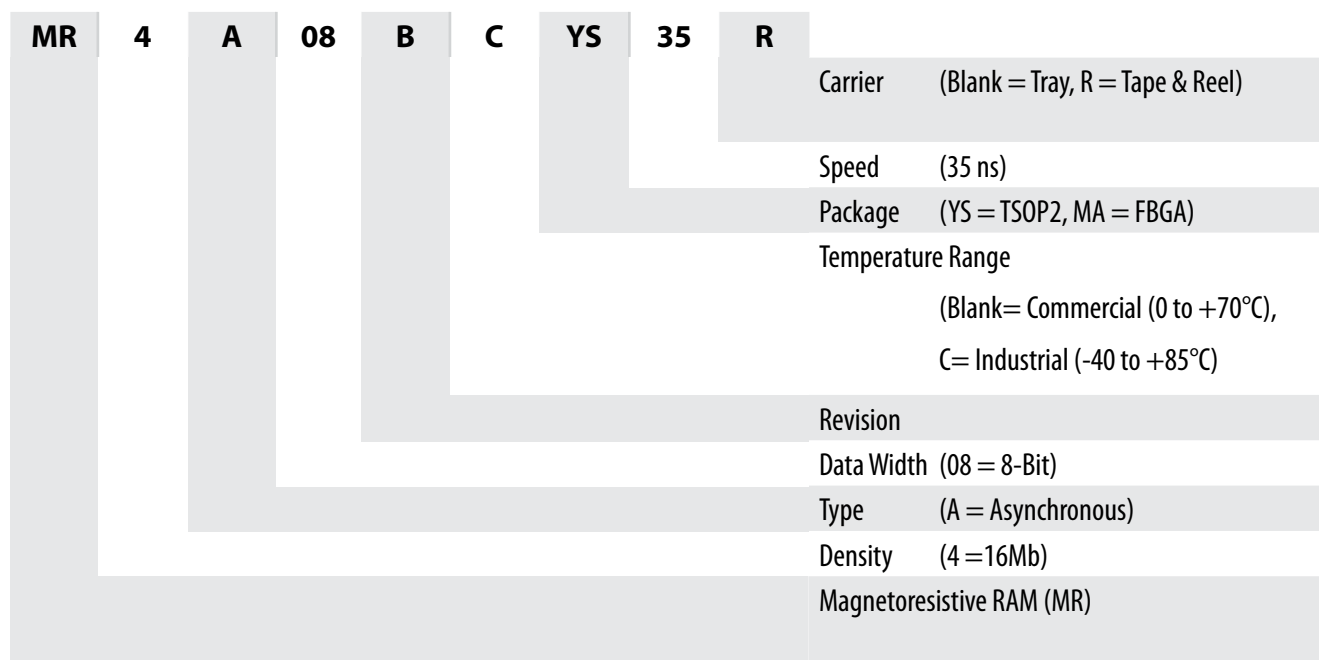 MR 4 A 08 B C YS 35 R
Carrier (Blank = Tray, R = Tape & Reel)
Speed (35 ns)
Package (YS = TSOP2, MA = FBGA)
Temperature Range
(Blank= Commercial (0 to +70°C),
C= Industrial (-40 to +85°C)
Revision
Data Width (08 = 8-Bit)
Type (A = Asynchronous)
Density (4 =16Mb)
Magnetoresistive RAM (MR)